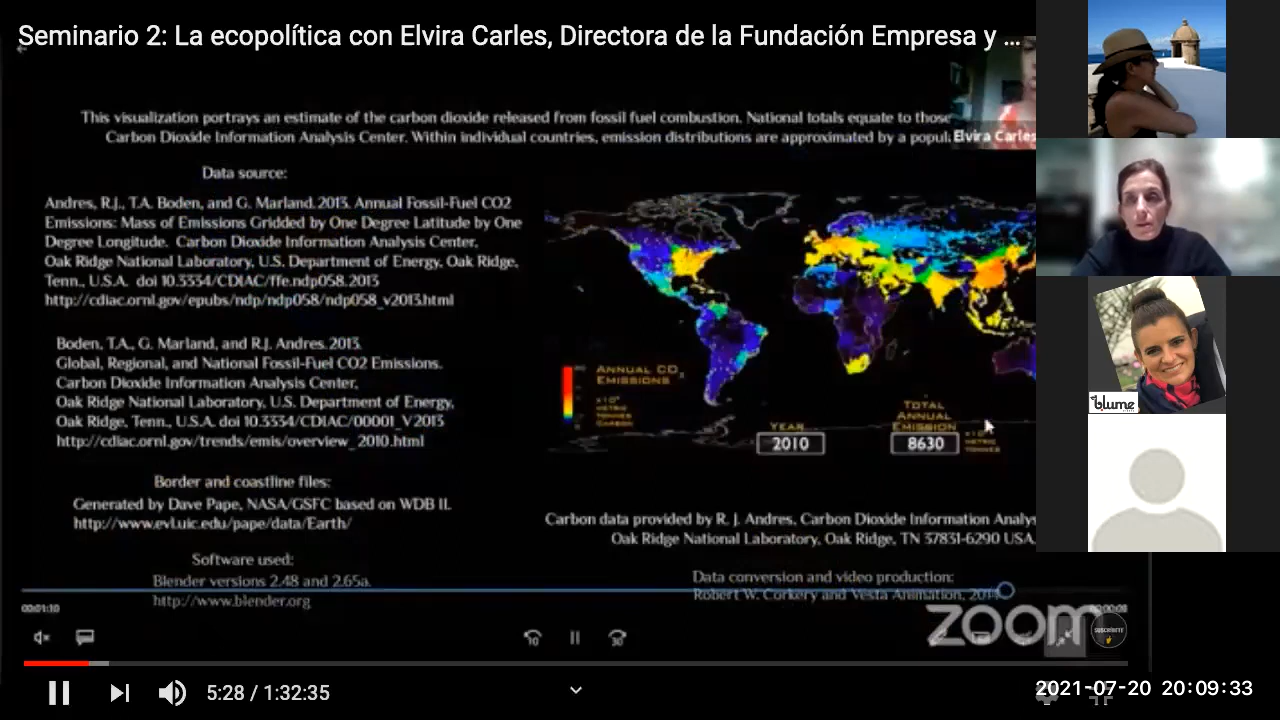 Seminario 2: La ecopolítica con Elvira Carles, Directora de la Fundación Empresa y ...
This visualization portrays an estimate of the carbon dioxide released from fossil fuel combustion. National totals equate to those
Carbon Dioxide Information Analysis Center. Within individual countries, emission distributions are approximated by a popul
Elvira Carles
Data source:
Andres, R.J., T.A. Boden, and G. Marland. 2013. Annual Fossil-Fuel CO2
Emissions: Mass of Emissions Gridded by One Degree Latitude by One
Degree Longitude. Carbon Dioxide Information Analysis Center,
Oak Ridge National Laboratory, U.S. Department of Energy, Oak Ridge,
Tenn., U.S.A. doi 10.3334/CDIAC/ffe.ndp058.2013
http://cdiac.ornl.gov/epubs/ndp/ndp058/ndp058_v2013.html
Boden, T.A., G. Marland, and R.J. Andres. 2013.
Global, Regional, and National Fossil-Fuel CO2 Emissions.
Carbon Dioxide Information Analysis Center,
Oak Ridge National Laboratory, U.S. Department of Energy,
Oak Ridge, Tenn., U.S.A. doi 10.3334/CDIAC/00001_V2013
http://cdiac.ornl.gov/trends/emis/overview_2010.html
Border and coastline files:
Generated by Dave Pape, NASA/GSFC based on WDB II.
http://www.evl.uic.edu/pape/data/Earth/
Software used:
Blender versions 2.48 and 2.65a.
http://www.blender.org
ANNUAL CO2
EMISSIONS
METRIC
TONNES
CARBON
YEAR
2010
TOTAL
ANNUAL
EMISSION
8630
METRIC
TONNES
Carbon data provided by R. J. Andres, Carbon Dioxide Information Analys
Oak Ridge National Laboratory, Oak Ridge, TN 37831-6290 USA.
Data conversion and video production:
Robert W. Corkery and Vesta Animation,
blume
00:01:10
00:00:00
10
30
zoom
SUSCRÍBETE
5:28 / 1:32:35
2021-07-20 20:09:33